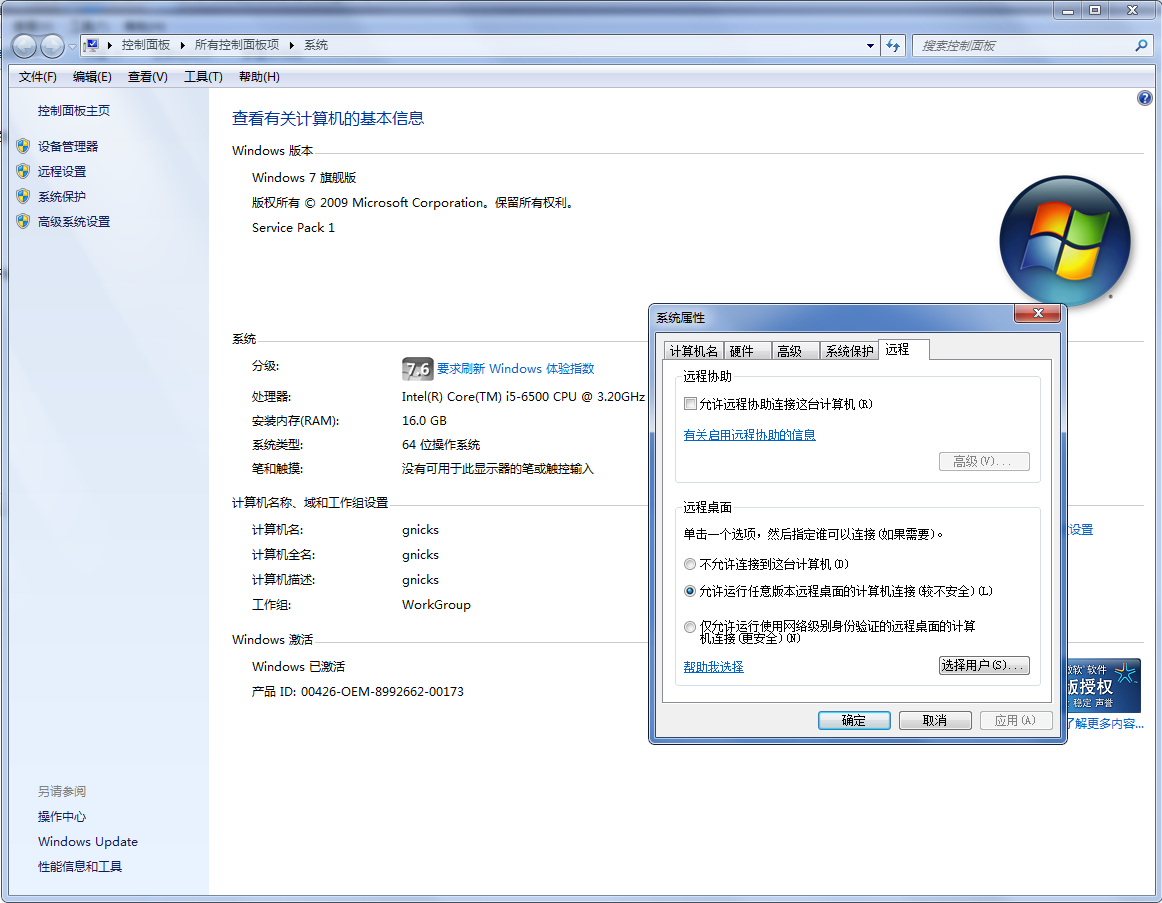 控制面板 所有控制面板项 系统
搜索控制面板
文件(F) 编辑(E) 查看(V) 工具(T) 帮助(H)
控制面板主页
设备管理器
远程设置
系统保护
高级系统设置
查看有关计算机的基本信息
Windows 版本
Windows 7 旗舰版
版权所有 © 2009 Microsoft Corporation。保留所有权利。
Service Pack 1
系统
分级:
7.6 要求刷新 Windows 体验指数
处理器:
Intel(R) Core(TM) i5-6500 CPU @ 3.20GHz
安装内存(RAM):
16.0 GB
系统类型:
64 位操作系统
笔和触摸:
没有可用于此显示器的笔或触控输入
计算机名称、域和工作组设置
计算机名:
gnicks
设置
计算机全名:
gnicks
计算机描述:
gnicks
工作组:
WorkGroup
Windows 激活
Windows 已激活
产品 ID: 00426-OEM-8992662-00173
软件
授权
稳定 声誉
了解更多内容...
另请参阅
操作中心
Windows Update
性能信息和工具
系统属性
计算机名 硬件 高级 系统保护 远程
远程协助
允许远程协助连接这台计算机(R)
有关启用远程协助的信息
高级(V)...
远程桌面
单击一个选项，然后指定谁可以连接(如果需要)。
不允许连接到这台计算机(D)
允许运行任意版本远程桌面的计算机连接(较不安全)(L)
仅允许运行使用网络级别身份验证的远程桌面的计算
机连接(更安全)(N)
帮助我选择
选择用户(S)...
确定 取消 应用(A)